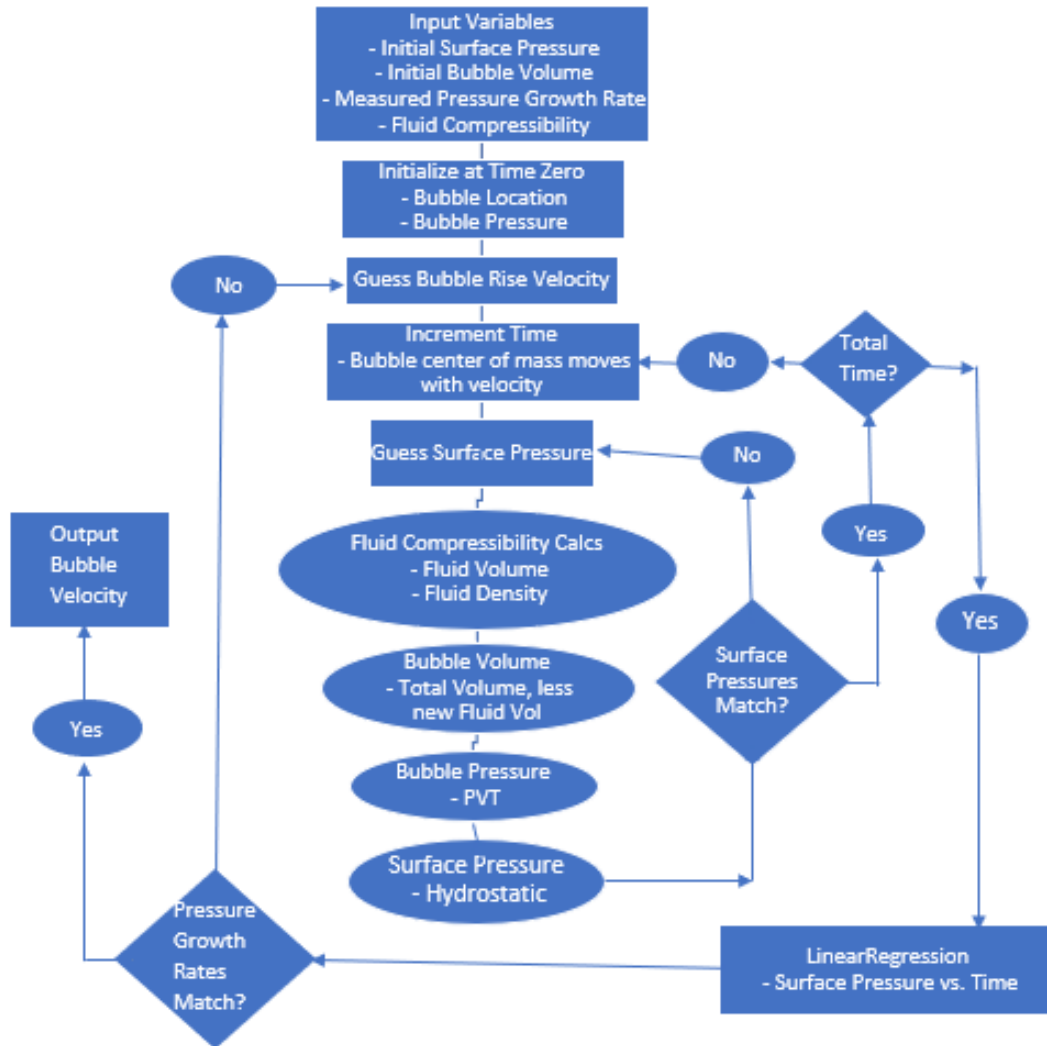 Input Variables
- Initial Surface Pressure
- Initial Bubble Volume
- Measured Pressure Growth Rate
- Fluid Compressibility
Initialize at Time Zero
- Bubble Location
- Bubble Pressure
No
Guess Bubble Rise Velocity
Increment Time
- Bubble center of mass moves
with velocity
No
Total
Time?
Guess Surface Pressure
No
Output
Bubble
Velocity
Fluid Compressibility Calcs
- Fluid Volume
- Fluid Density
Yes
Yes
Bubble Volume
- Total Volume, less
new Fluid Vol
Surface
Pressures
Match?
Yes
Bubble Pressure
- PVT
Surface Pressure
- Hydrostatic
Pressure
Growth
Rates
Match?
LinearRegression
- Surface Pressure vs. Time